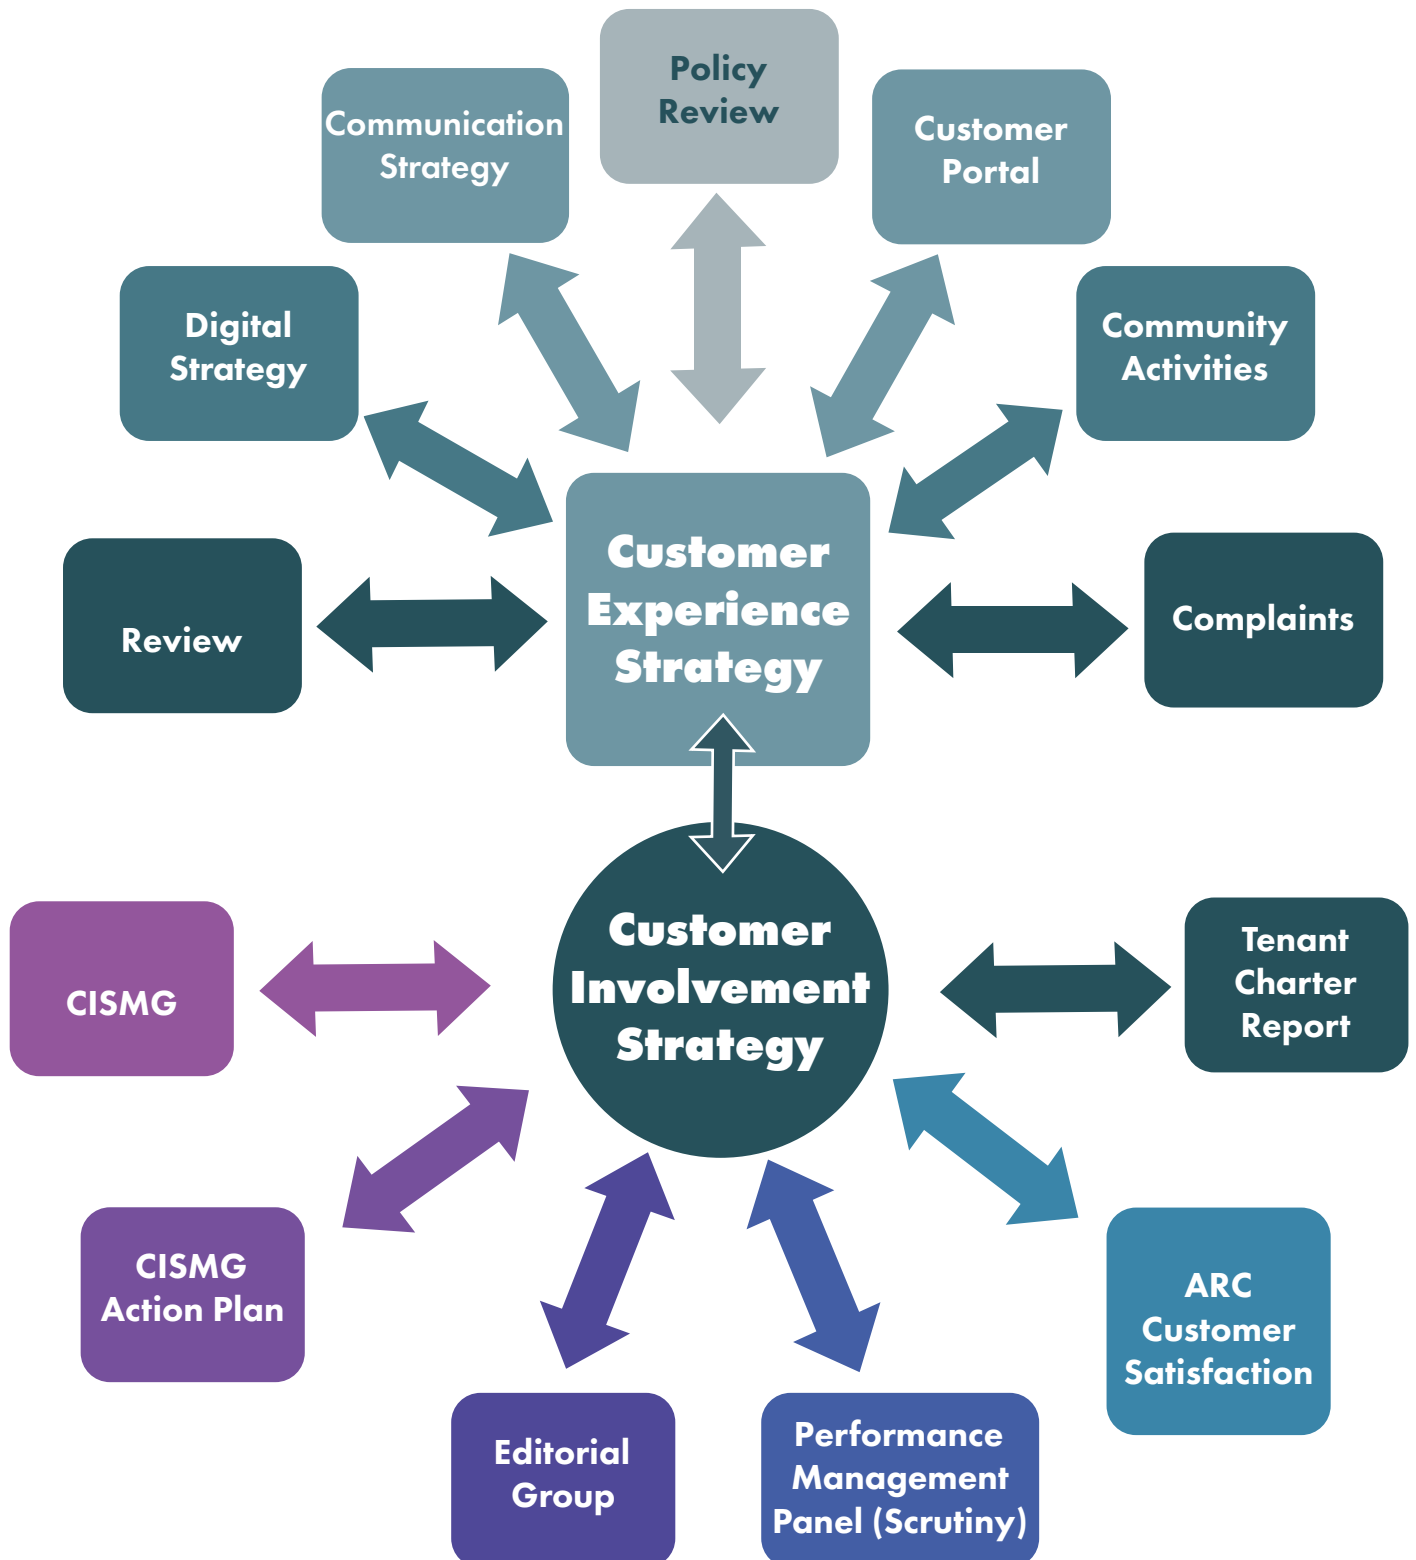 Policy
Review
Communication
Strategy
Customer
Portal
Digital
Strategy
Community
Activities
Review
Customer
Experience
Strategy
Complaints
CISMG
Customer
Involvement
Strategy
Tenant
Charter
Report
CISMG
Action Plan
ARC
Customer
Satisfaction
Editorial
Group
Performance
Management
Panel (Scrutiny)